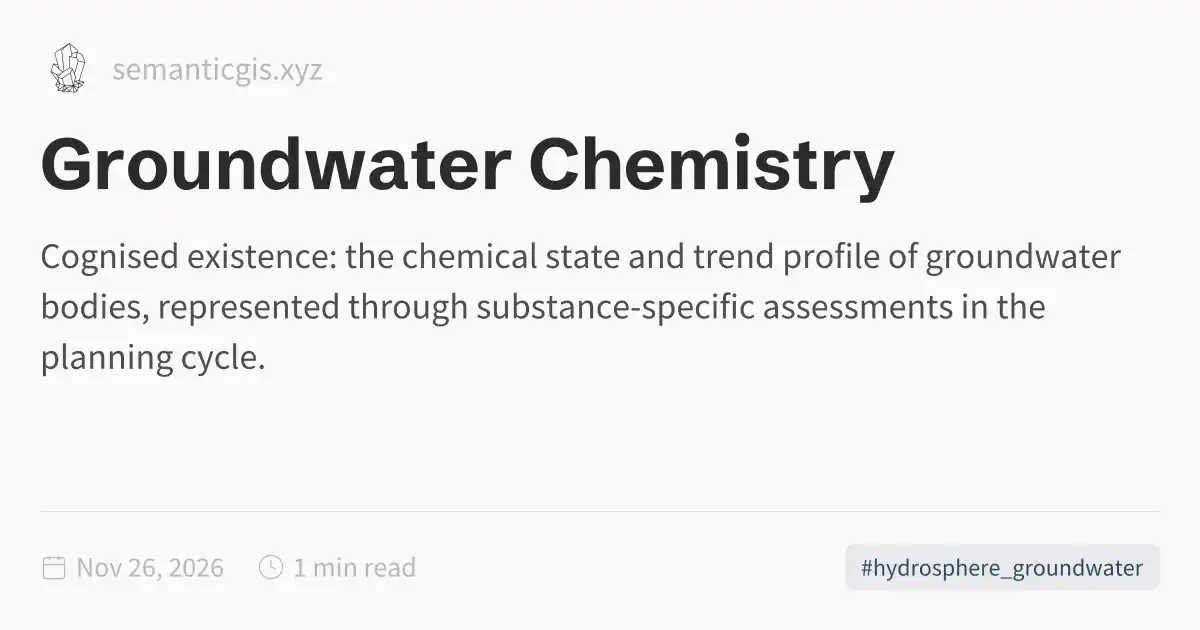 semanticgis.xyz
Groundwater Chemistry
Cognised existence: the chemical state and trend profile of groundwater
bodies, represented through substance-specific assessments in the
planning cycle.
Nov 26, 2026
1 min read
#hydrosphere_groundwater